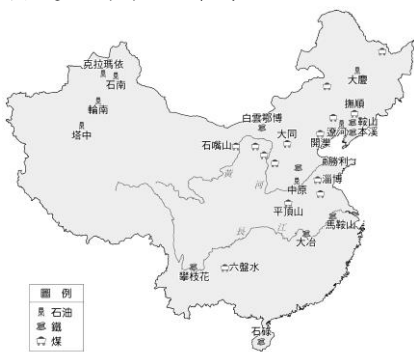 克拉瑪依
石南
輪南
塔中
大慶
撫順
鞍山
遼河
本溪
白雲鄂博
大同
開灤
石嘴山
勝利
黃河
中原
淄博
平頂山
馬鞍山
長江
大冶
攀枝花
六盤水
石碌
圖例
石油
鐵
煤